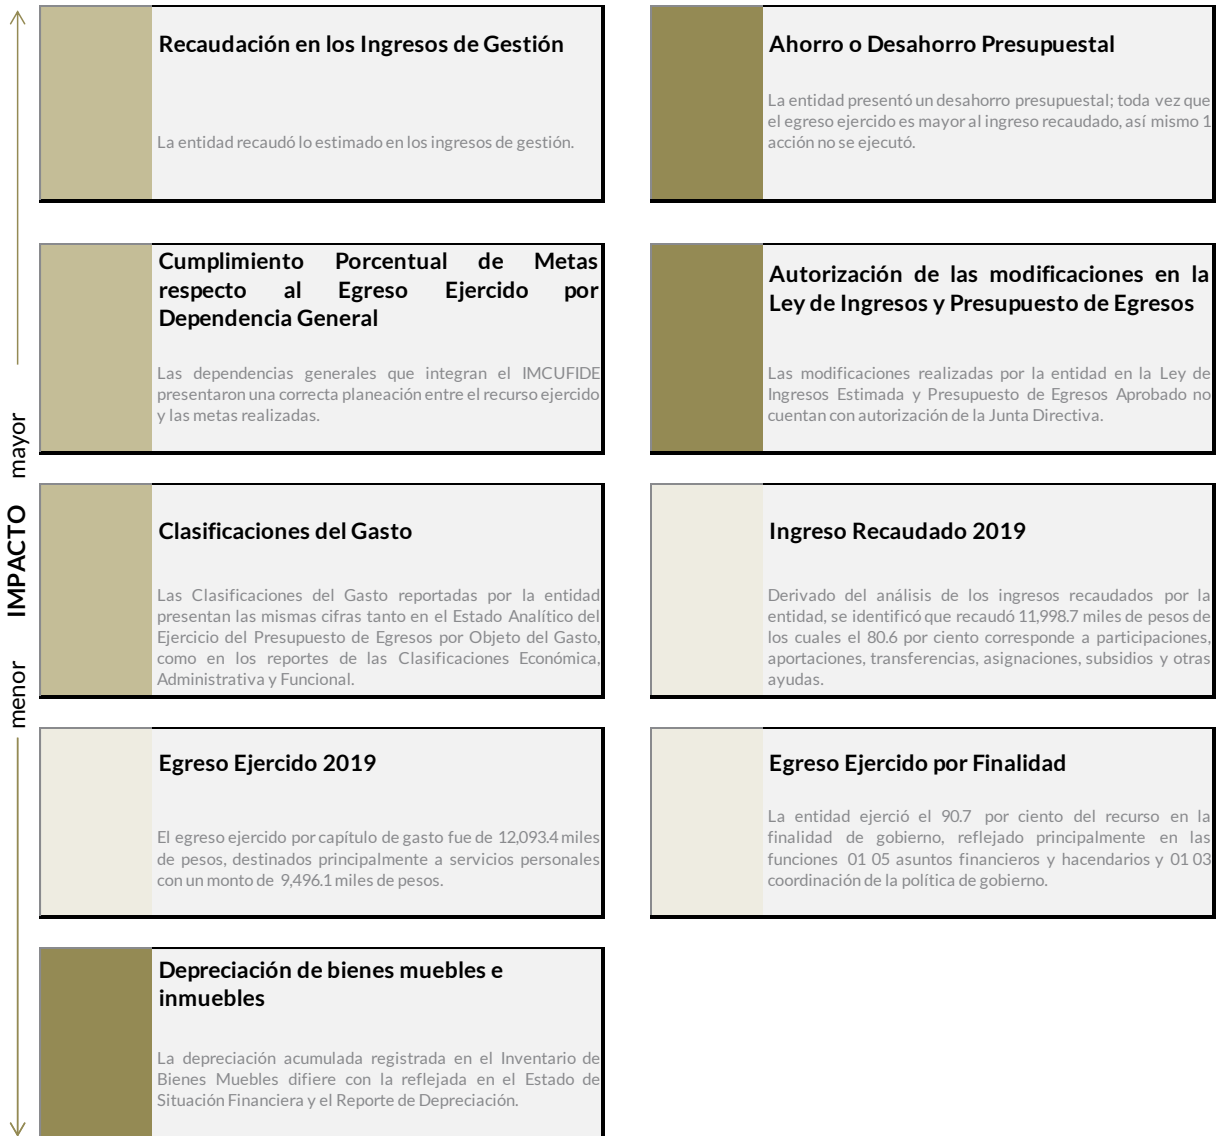 Recaudación en los Ingresos de Gestión
La entidad recaudó lo estimado en los ingresos de gestión.
Ahorro o Desahorro Presupuestal
La entidad presentó un desahorro presupuestal; toda vez que
el egreso ejercido es mayor al ingreso recaudado, así mismo 1
acción no se ejecutó.
Cumplimiento Porcentual de Metas
respecto al Egreso Ejercido por
Dependencia General
Las dependencias generales que integran el IMCUFIDE
presentaron una correcta planeación entre el recurso ejercido
y las metas realizadas.
Autorización de las modificaciones en la
Ley de Ingresos y Presupuesto de Egresos
Las modificaciones realizadas por la entidad en la Ley de
Ingresos Estimada y Presupuesto de Egresos Aprobado no
cuentan con autorización de la Junta Directiva.
menor IMPACTO mayor
Clasificaciones del Gasto
Las Clasificaciones del Gasto reportadas por la entidad
presentan las mismas cifras tanto en el Estado Analítico del
Ejercicio del Presupuesto de Egresos por Objeto del Gasto,
como en los reportes de las Clasificaciones Económica,
Administrativa y Funcional.
Ingreso Recaudado 2019
Derivado del análisis de los ingresos recaudados por la
entidad, se identificó que recaudó 11,998.7 miles de pesos de
los cuales el 80.6 por ciento corresponde a participaciones,
aportaciones, transferencias, asignaciones, subsidios y otras
ayudas.
Egreso Ejercido 2019
El egreso ejercido por capítulo de gasto fue de 12,093.4 miles
de pesos, destinados principalmente a servicios personales
con un monto de 9,496.1 miles de pesos.
Egreso Ejercido por Finalidad
La entidad ejerció el 90.7 por ciento del recurso en la
finalidad de gobierno, reflejado principalmente en las
funciones 01 05 asuntos financieros y hacendarios y 01 03
coordinación de la política de gobierno.
Depreciación de bienes muebles e
inmuebles
La depreciación acumulada registrada en el Inventario de
Bienes Muebles difiere con la reflejada en el Estado de
Situación Financiera y el Reporte de Depreciación.